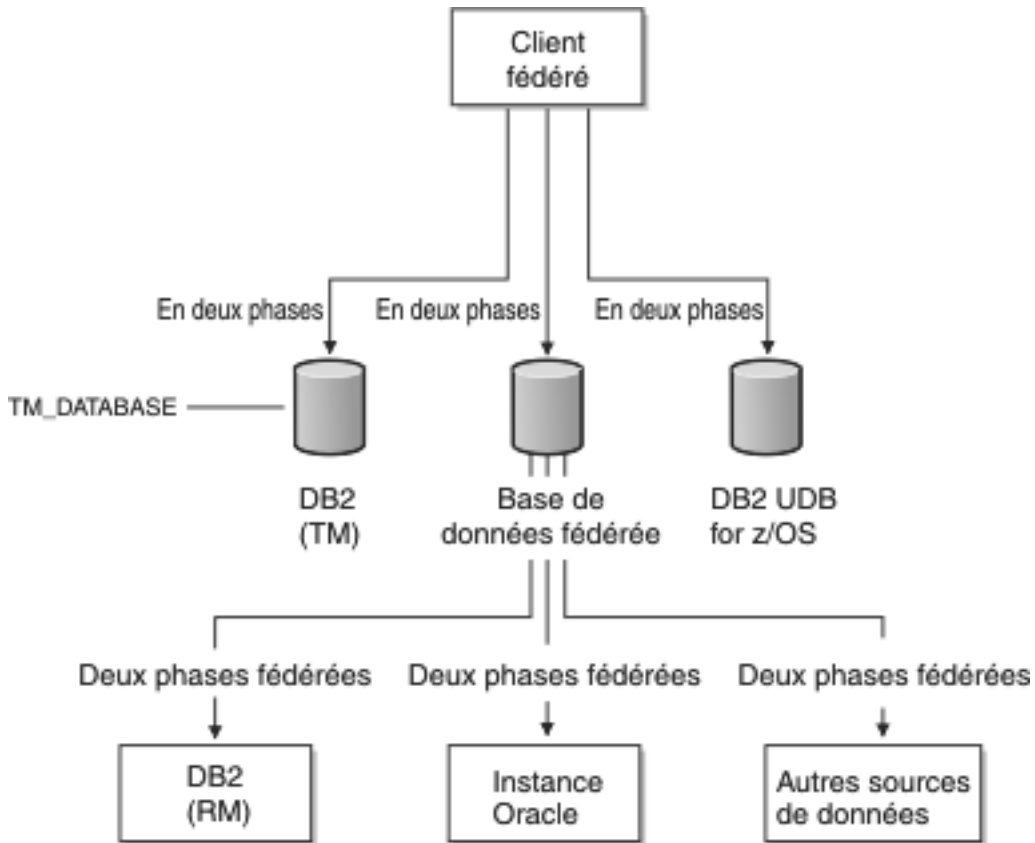 Client
fédéré
En deux phases
En deux phases
En deux phases
TM_DATABASE
DB2
(TM)
Base de
données fédérée
DB2 UDB
for z/OS
Deux phases fédérées
Deux phases fédérées
Deux phases fédérées
DB2
(RM)
Instance
Oracle
Autres sources
de données